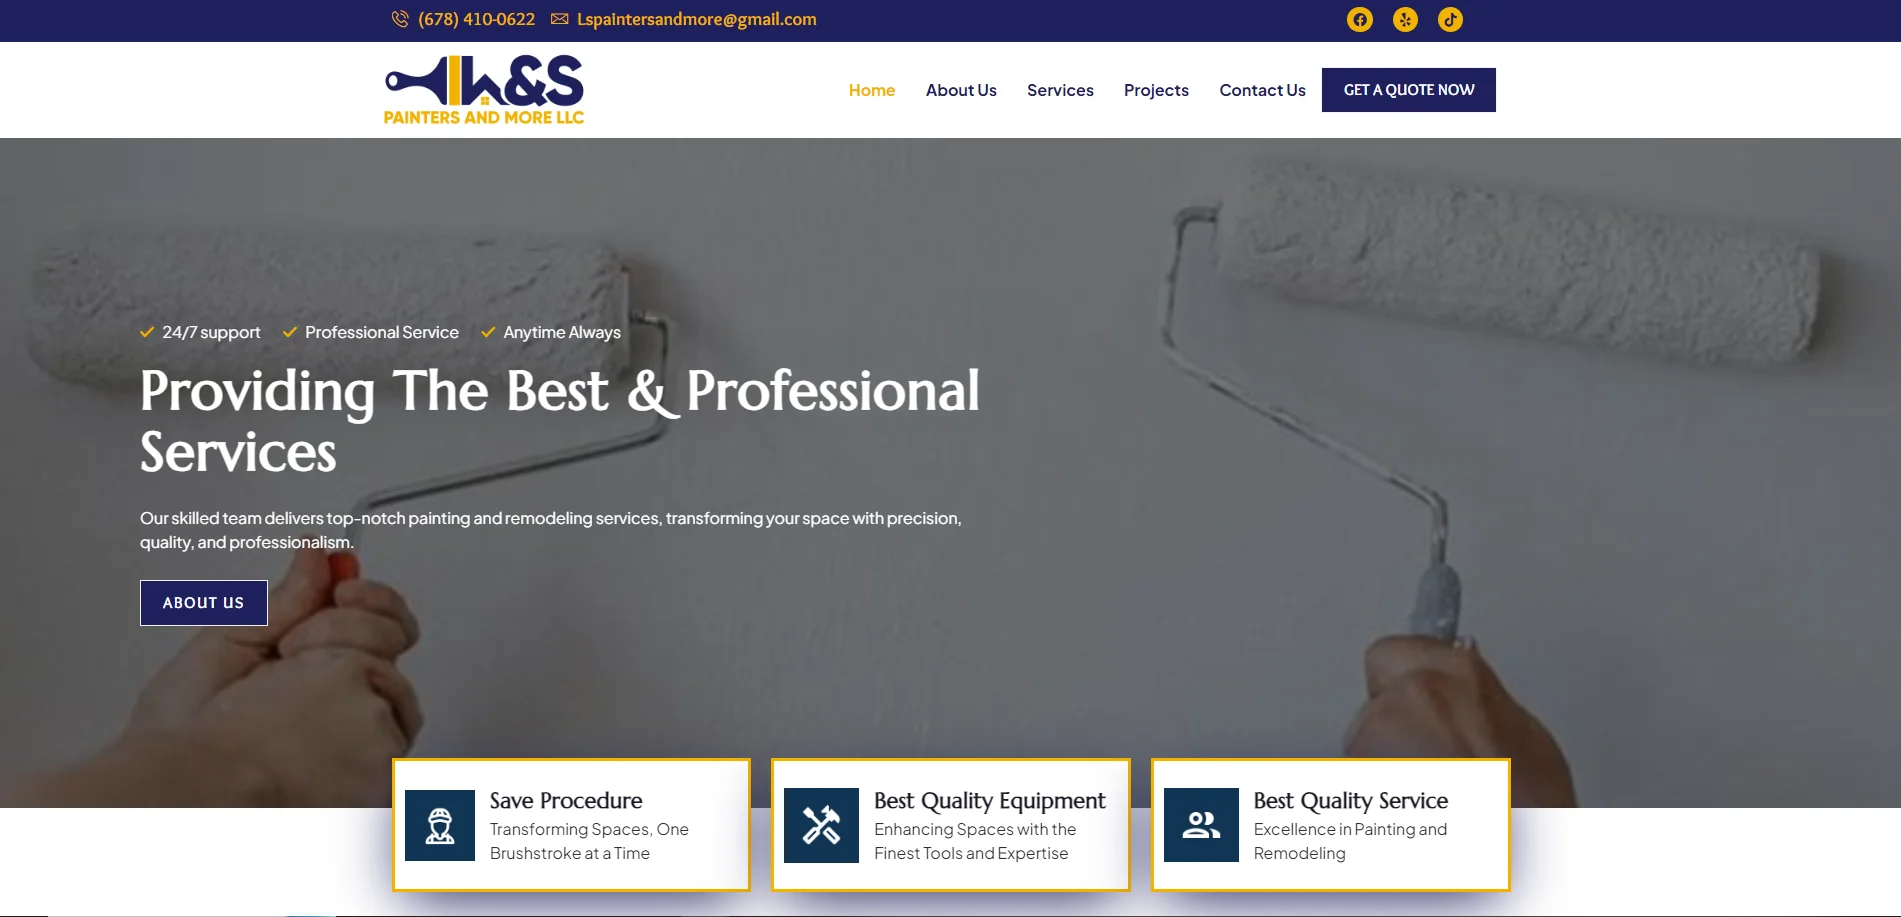 (678) 410-0622 Lspaintersandmore@gmail.com
&S
PAINTERS AND MORE LLC
Home About Us Services Projects Contact Us GET A QUOTE NOW
24/7 support Professional Service Anytime Always
Providing The Best & Professional
Services
Our skilled team delivers top-notch painting and remodeling services, transforming your space with precision,
quality, and professionalism.
ABOUT US
Save Procedure
Transforming Spaces, One
Brushstroke at a Time
Best Quality Equipment
Enhancing Spaces with the
Finest Tools and Expertise
Best Quality Service
Excellence in Painting and
Remodeling